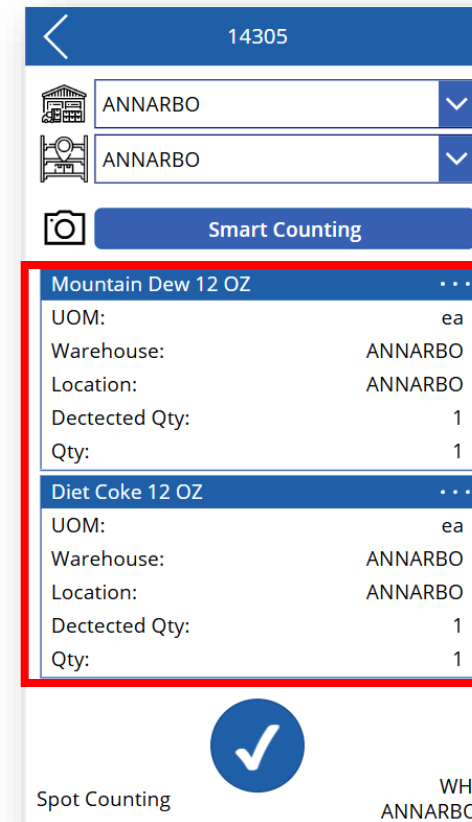 14305
ANNARBO
ANNARBO
Smart Counting
Mountain Dew 12 OZ ...
UOM: ea
Warehouse: ANNARBO
Location: ANNARBO
Dectected Qty: 1
Qty: 1
Diet Coke 12 OZ ...
UOM: ea
Warehouse: ANNARBO
Location: ANNARBO
Dectected Qty: 1
Qty: 1
WH
Spot Counting
ANNARBO